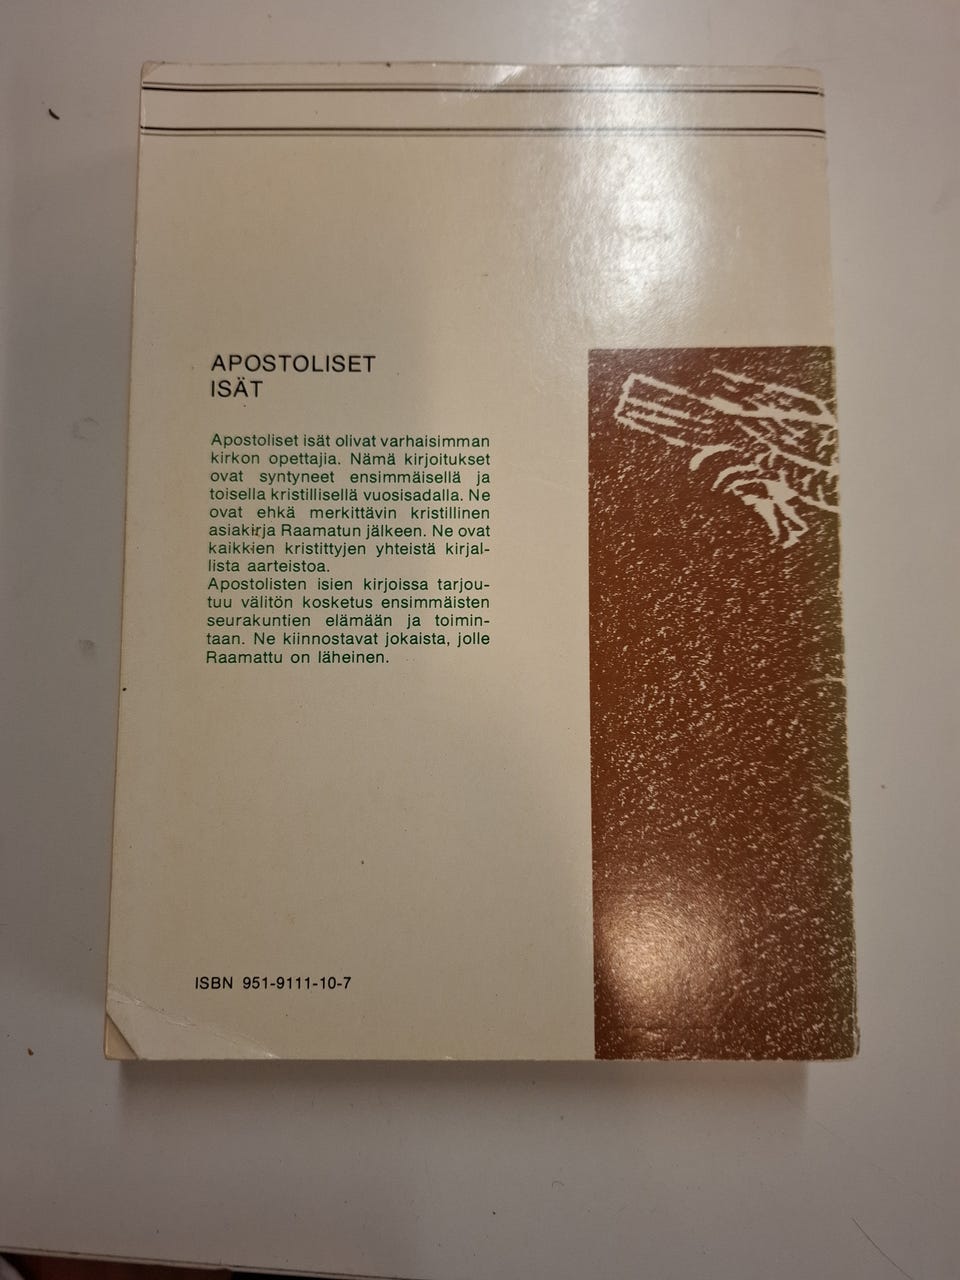 APOSTOLISET
ISÄT
Apostoliset isät olivat varhaisimman
kirkon opettajia. Nämä kirjoitukset
ovat syntyneet ensimmäisellä ja
toisella kristillisellä vuosisadalla. Ne
ovat ehkä merkittävin kristillinen
asiakirja Raamatun jälkeen. Ne ovat
kaikkien kristittyjen yhteistä kirjal-
lista aarteistoa.
Apostolisten isien kirjoissa tarjou-
tuu välitön kosketus ensimmäisten
seurakuntien elämään ja toimin-
taan. Ne kiinnostavat jokaista, jolle
Raamattu on läheinen.
ISBN 951-9111-10-7